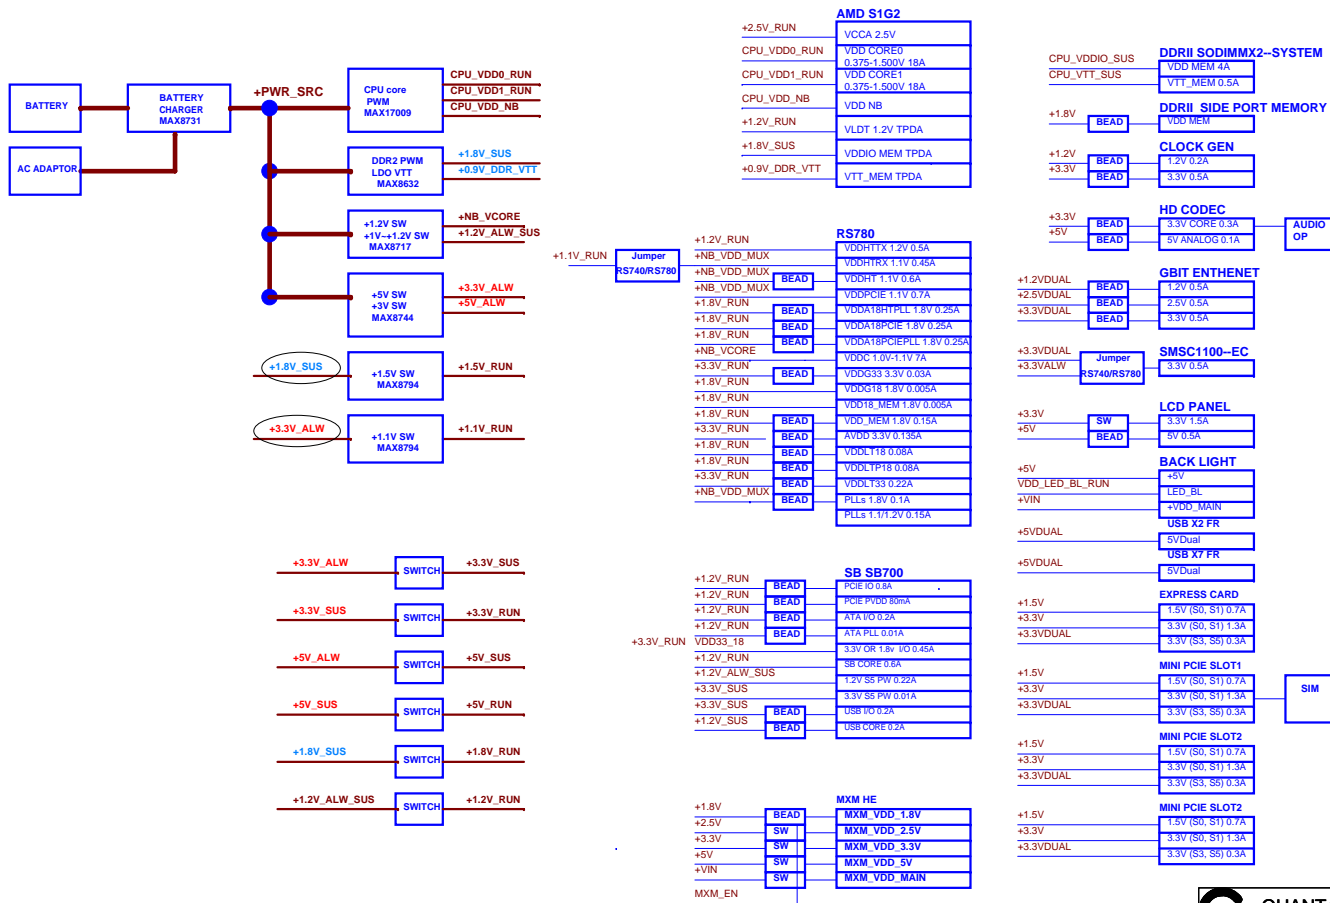 BATTERY
AC ADAPTOR
BATTERY
CHARGER
MAX8731
+PWR_SRC
CPU core
PWM
MAX17009
CPU_VDD0_RUN
CPU_VDD1_RUN
CPU_VDD_NB
DDR2 PWM
LDO VTT
MAX8632
+1.8V_SUS
+0.9V_DDR_VTT
+1.2V SW
+1V~+1.2V SW
MAX8717
+NB_VCORE
+1.2V_ALW_SUS
+5V SW
+3V SW
MAX8744
+3.3V_ALW
+5V_ALW
+1.8V_SUS
+1.5V SW
MAX8794
+1.5V_RUN
+3.3V_ALW
+1.1V SW
MAX8794
+1.1V_RUN
+3.3V_ALW SWITCH +3.3V_SUS
+3.3V_SUS SWITCH +3.3V_RUN
+5V_ALW SWITCH +5V_SUS
+5V_SUS SWITCH +5V_RUN
+1.8V_SUS SWITCH +1.8V_RUN
+1.2V_ALW_SUS SWITCH +1.2V_RUN
AMD S1G2
+2.5V_RUN VCCA 2.5V
CPU_VDD0_RUN VDD CORE0
0.375-1.500V 18A
CPU_VDD1_RUN VDD CORE1
0.375-1.500V 18A
CPU_VDD_NB VDD NB
+1.2V_RUN VLDT 1.2V TPDA
+1.8V_SUS VDDIO MEM TPDA
+0.9V_DDR_VTT VTT_MEM TPDA
RS780
+1.1V_RUN
Jumper
RS740/RS780
+1.2V_RUN VDDHTTX 1.2V 0.5A
+NB_VDD_MUX VDDHTRX 1.1V 0.45A
+NB_VDD_MUX BEAD VDDHT 1.1V 0.6A
+NB_VDD_MUX VDDPCIE 1.1V 0.7A
+1.8V_RUN BEAD VDDA18HTPLL 1.8V 0.25A
+1.8V_RUN BEAD VDDA18PCIE 1.8V 0.25A
+1.8V_RUN BEAD VDDA18PCIEPLL 1.8V 0.25A
+NB_VCORE VDDC 1.0V-1.1V 7A
+3.3V_RUN BEAD VDDG33 3.3V 0.03A
+1.8V_RUN VDDG18 1.8V 0.005A
+1.8V_RUN VDD18_MEM 1.8V 0.005A
+1.8V_RUN BEAD VDD_MEM 1.8V 0.15A
+3.3V_RUN BEAD AVDD 3.3V 0.135A
+1.8V_RUN BEAD VDDLT18 0.08A
+1.8V_RUN BEAD VDDLTP18 0.08A
+3.3V_RUN BEAD VDDLT33 0.22A
+NB_VDD_MUX BEAD PLLs 1.8V 0.1A
PLLs 1.1/1.2V 0.15A
SB SB700
+1.2V_RUN BEAD PCIE IO 0.8A
+1.2V_RUN BEAD PCIE PVDD 80mA
+1.2V_RUN BEAD ATA I/O 0.2A
+1.2V_RUN BEAD ATA PLL 0.01A
+3.3V_RUN VDD33_18 3.3V OR 1.8v I/O 0.45A
+1.2V_RUN SB CORE 0.6A
+1.2V_ALW_SUS 1.2V S5 PW 0.22A
+3.3V_SUS 3.3V S5 PW 0.01A
+3.3V_SUS BEAD USB I/O 0.2A
+1.2V_SUS BEAD USB CORE 0.2A
MXM HE
+1.8V BEAD MXM_VDD_1.8V
+2.5V SW MXM_VDD_2.5V
+3.3V SW MXM_VDD_3.3V
+5V SW MXM_VDD_5V
+VIN SW MXM_VDD_MAIN
MXM_EN
DDRII SODIMMX2--SYSTEM
CPU_VDDIO_SUS VDD MEM 4A
CPU_VTT_SUS VTT_MEM 0.5A
DDRII SIDE PORT MEMORY
+1.8V BEAD VDD MEM
CLOCK GEN
+1.2V BEAD 1.2V 0.2A
+3.3V BEAD 3.3V 0.5A
HD CODEC
+3.3V BEAD 3.3V CORE 0.3A
+5V BEAD 5V ANALOG 0.1A
AUDIO
OP
GBIT ENTHENET
+1.2VDUAL BEAD 1.2V 0.5A
+2.5VDUAL BEAD 2.5V 0.5A
+3.3VDUAL BEAD 3.3V 0.5A
SMSC1100--EC
+3.3VDUAL
+3.3VALW
Jumper
RS740/RS780
3.3V 0.5A
LCD PANEL
+3.3V SW 3.3V 1.5A
+5V BEAD 5V 0.5A
BACK LIGHT
+5V +5V
VDD_LED_BL_RUN LED_BL
+VIN +VDD_MAIN
USB X2 FR
+5VDUAL 5VDual
USB X7 FR
+5VDUAL 5VDual
EXPRESS CARD
+1.5V 1.5V (S0, S1) 0.7A
+3.3V 3.3V (S0, S1) 1.3A
+3.3VDUAL 3.3V (S3, S5) 0.3A
MINI PCIE SLOT1
+1.5V 1.5V (S0, S1) 0.7A
+3.3V 3.3V (S0, S1) 1.3A
+3.3VDUAL 3.3V (S3, S5) 0.3A
SIM
MINI PCIE SLOT2
+1.5V 1.5V (S0, S1) 0.7A
+3.3V 3.3V (S0, S1) 1.3A
+3.3VDUAL 3.3V (S3, S5) 0.3A
MINI PCIE SLOT2
+1.5V 1.5V (S0, S1) 0.7A
+3.3V 3.3V (S0, S1) 1.3A
+3.3VDUAL 3.3V (S3, S5) 0.3A